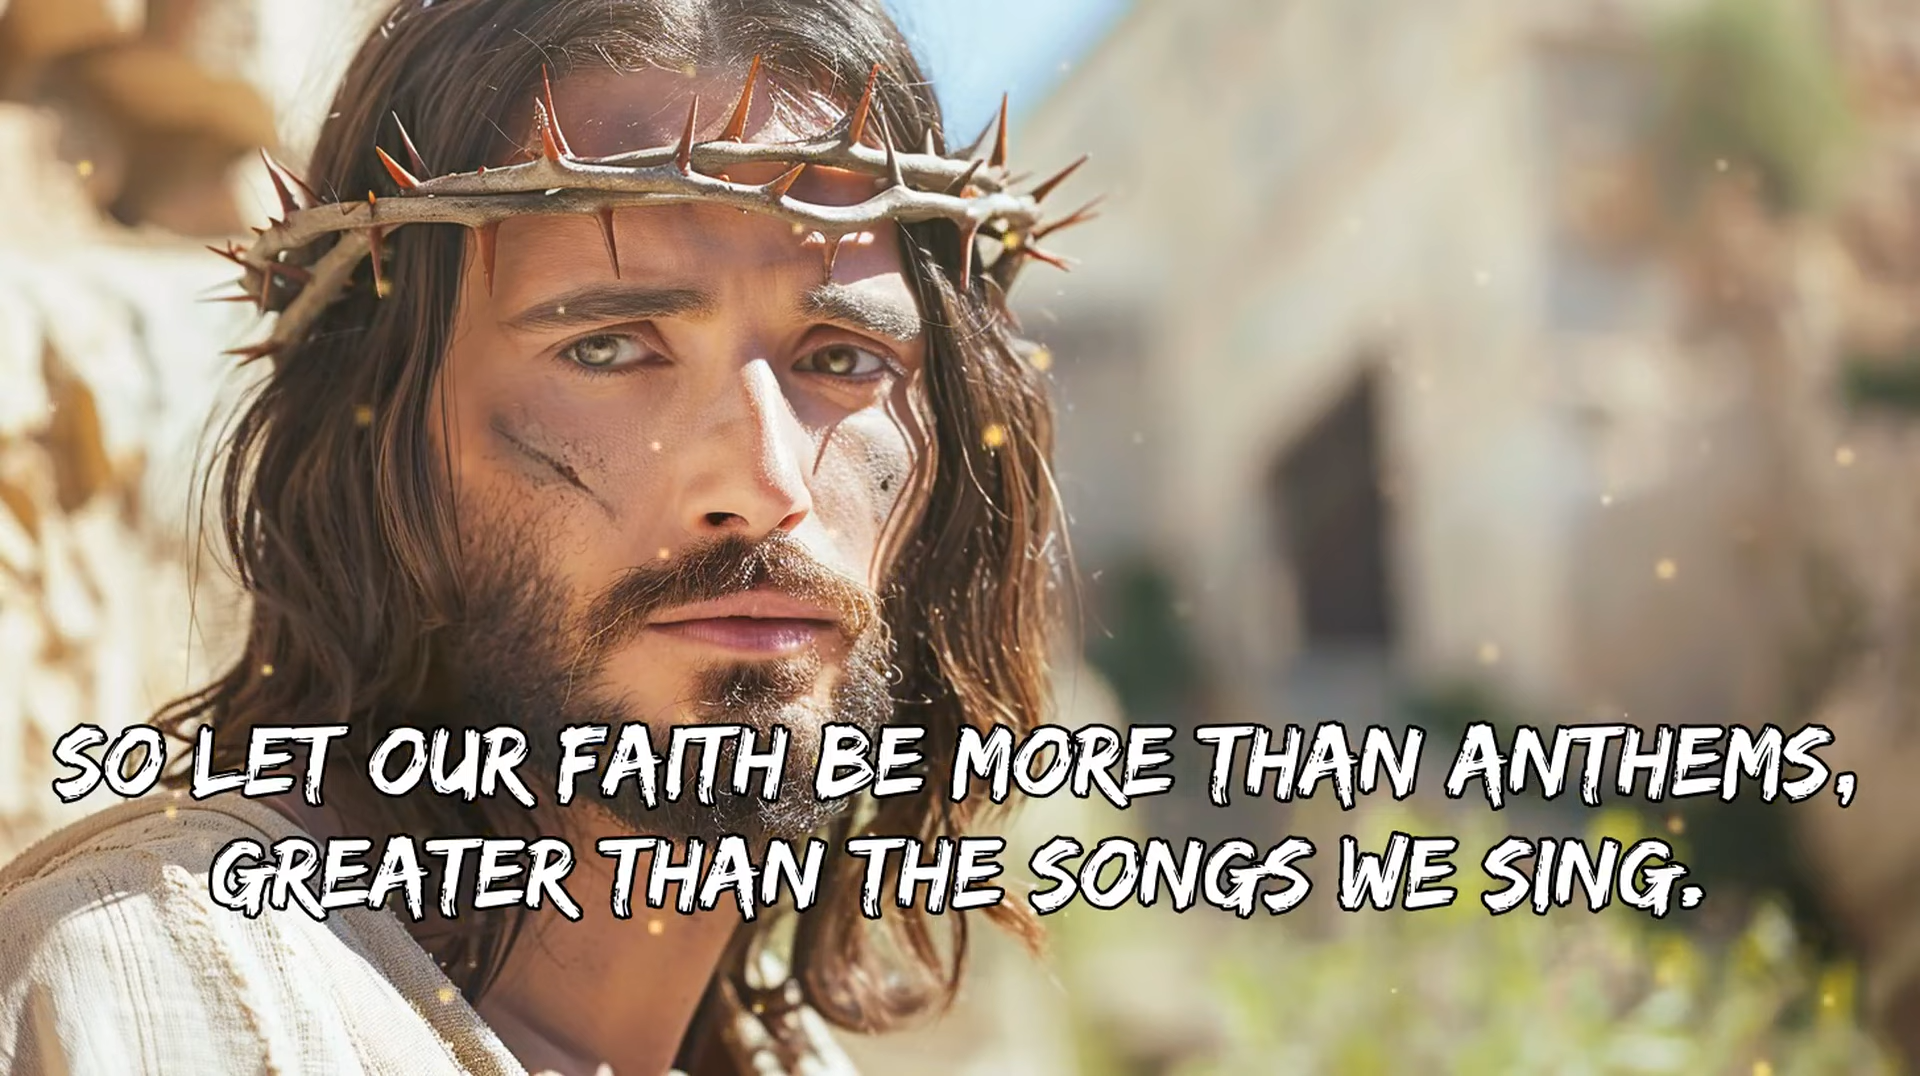 SO LET OUR FAITH BE MORE THAN ANTHEMS,
GREATER THAN THE SONGS WE SING.